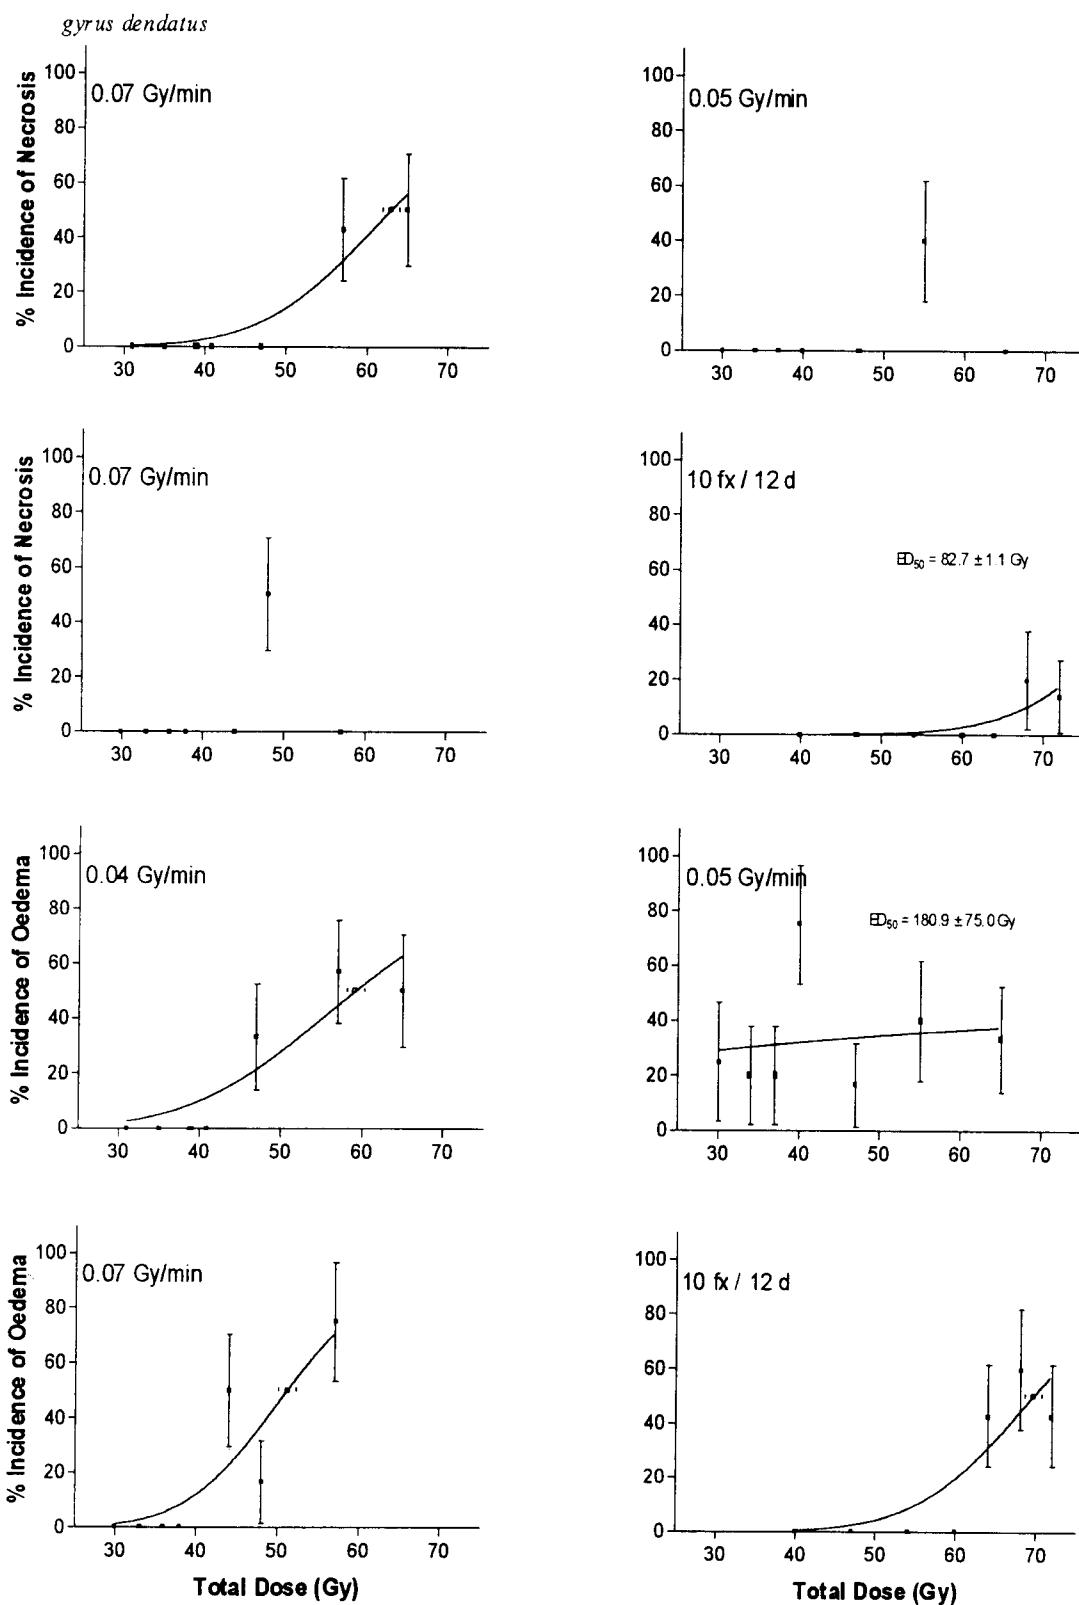 gyrus dendatus
% Incidence of Necrosis
100
80
60
40
20
0
0.07 Gy/min
30 40 50 60 70
100
80
60
40
20
0
0.05 Gy/min
30 40 50 60 70
% Incidence of Necrosis
100
80
60
40
20
0
0.07 Gy/min
30 40 50 60 70
100
80
60
40
20
0
10 fx / 12 d
ED₅₀ = 82.7 ± 1.1 Gy
30 40 50 60 70
% Incidence of Oedema
100
80
60
40
20
0
0.04 Gy/min
30 40 50 60 70
100
80
60
40
20
0
0.05 Gy/min
ED₅₀ = 180.9 ± 75.0 Gy
30 40 50 60 70
% Incidence of Oedema
100
80
60
40
20
0
0.07 Gy/min
30 40 50 60 70
Total Dose (Gy)
100
80
60
40
20
0
10 fx / 12 d
30 40 50 60 70
Total Dose (Gy)